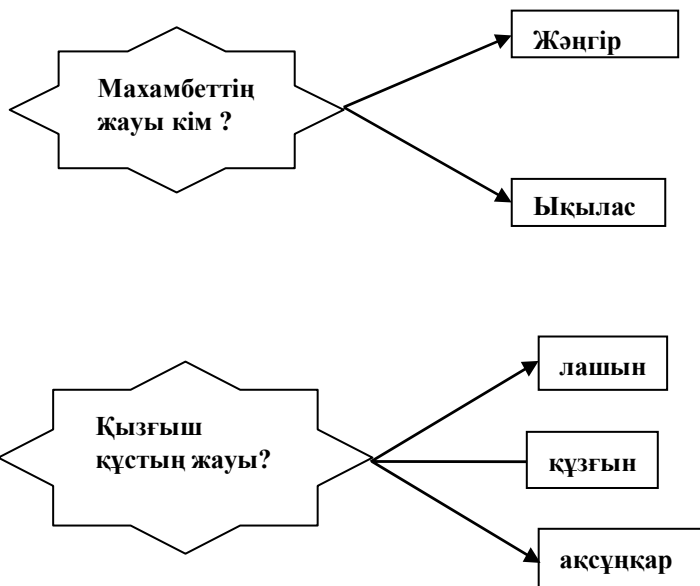 Махамбеттің
жауы кім ?
Жәңгір
Ықылас
Қызғыш
құстың жауы?
лашын
құзғын
ақсұңқар